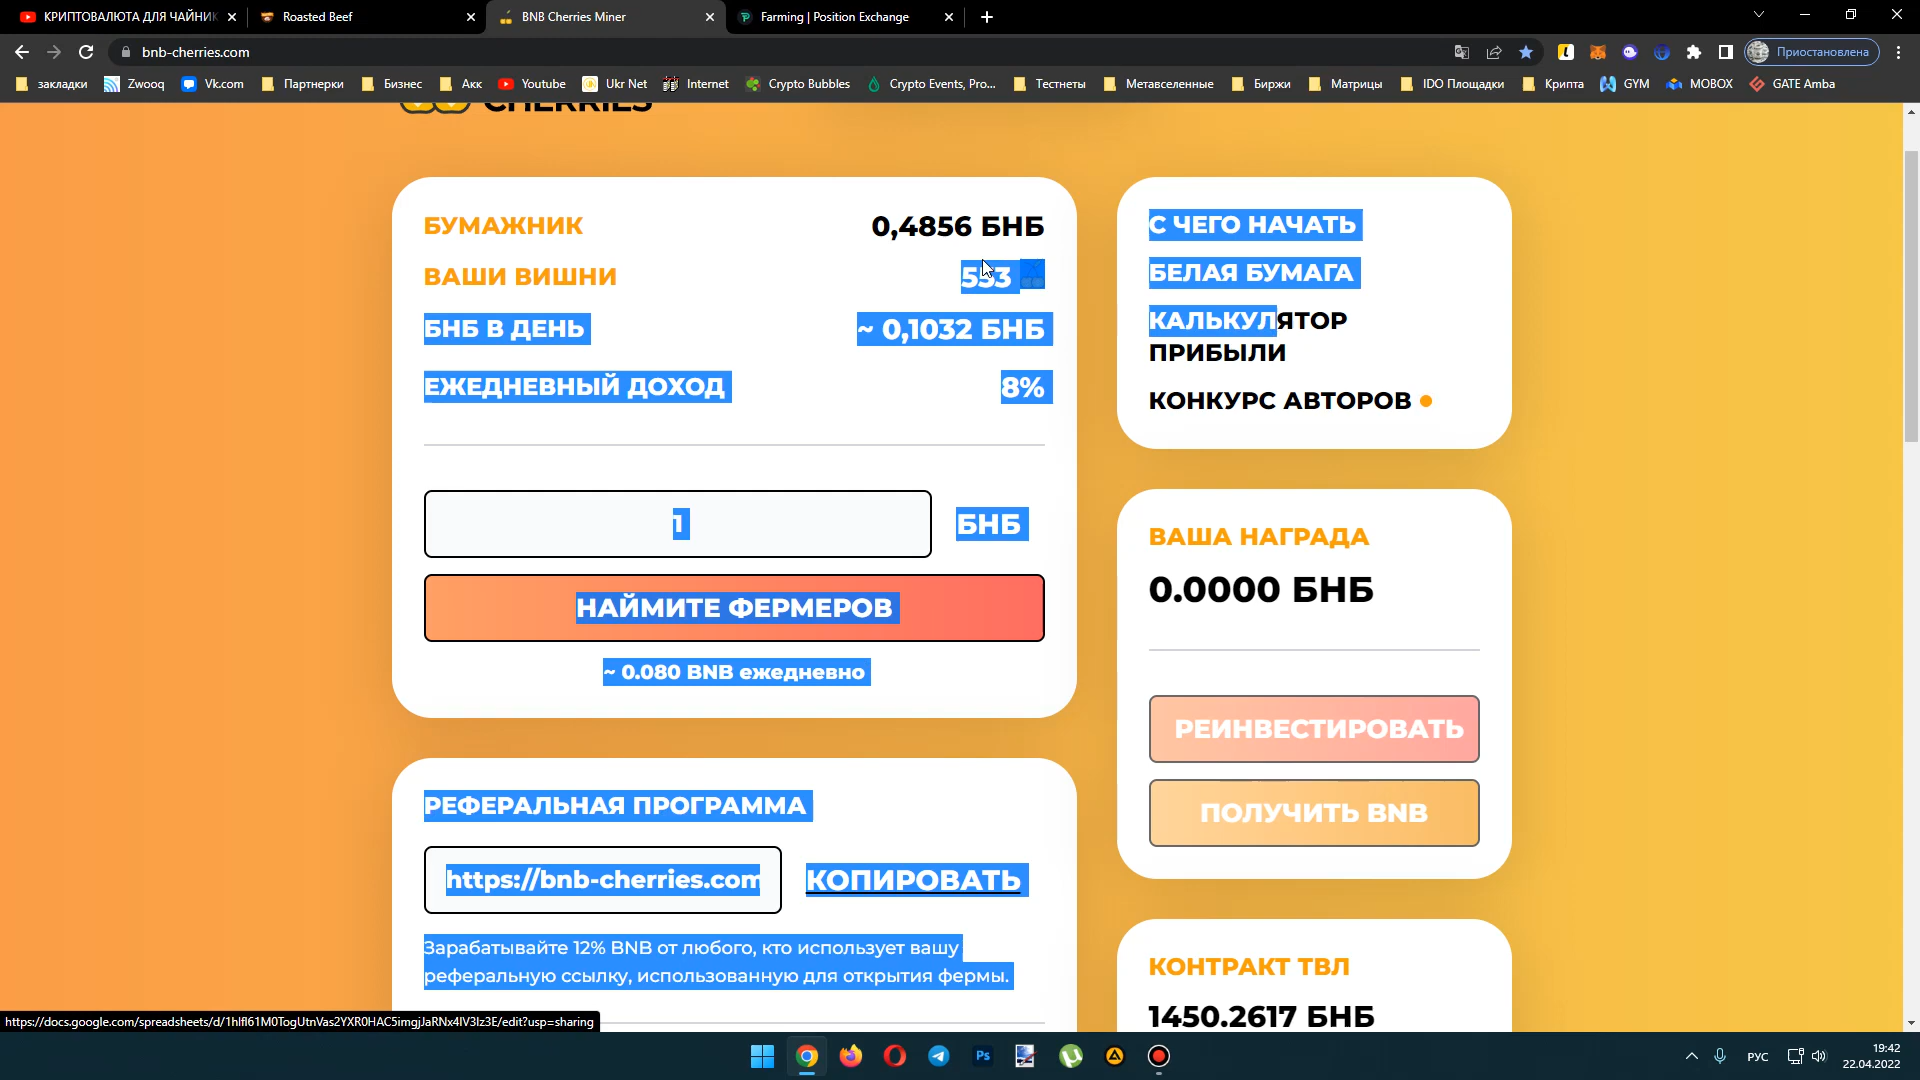 КРИПТОВАЛЮТА ДЛЯ ЧАЙНИК
Roasted Beef
BNB Cherries Miner
Farming | Position Exchange
bnb-cherries.com
Приостановлена
закладки
Zwooq
Vk.com
Партнерки
Бизнес
Акк
Youtube
Ukr Net
Internet
Crypto Bubbles
Crypto Events, Pro...
Тестнеты
Метавселенные
Биржи
Матрицы
IDO Площадки
Крипта
GYM
MOBOX
GATE Amba
CHERRIES
БУМАЖНИК
0,4856 БНБ
ВАШИ ВИШНИ
553
БНБ В ДЕНЬ
~ 0,1032 БНБ
ЕЖЕДНЕВНЫЙ ДОХОД
8%
1
БНБ
НАЙМИТЕ ФЕРМЕРОВ
~ 0.080 BNB ежедневно
РЕФЕРАЛЬНАЯ ПРОГРАММА
https://bnb-cherries.com
КОПИРОВАТЬ
Зарабатывайте 12% BNB от любого, кто использует вашу
реферальную ссылку, использованную для открытия фермы.
С ЧЕГО НАЧАТЬ
БЕЛАЯ БУМАГА
КАЛЬКУЛЯТОР
ПРИБЫЛИ
КОНКУРС АВТОРОВ
ВАША НАГРАДА
0.0000 БНБ
РЕИНВЕСТИРОВАТЬ
ПОЛУЧИТЬ BNB
КОНТРАКТ ТВЛ
1450.2617 БНБ
https://docs.google.com/spreadsheets/d/1hlfl61M0TogUtnVas2YXR0HAC5imgjJaRNx4lV3Iz3E/edit?usp=sharing
Ps
РУС
19:42
22.04.2022